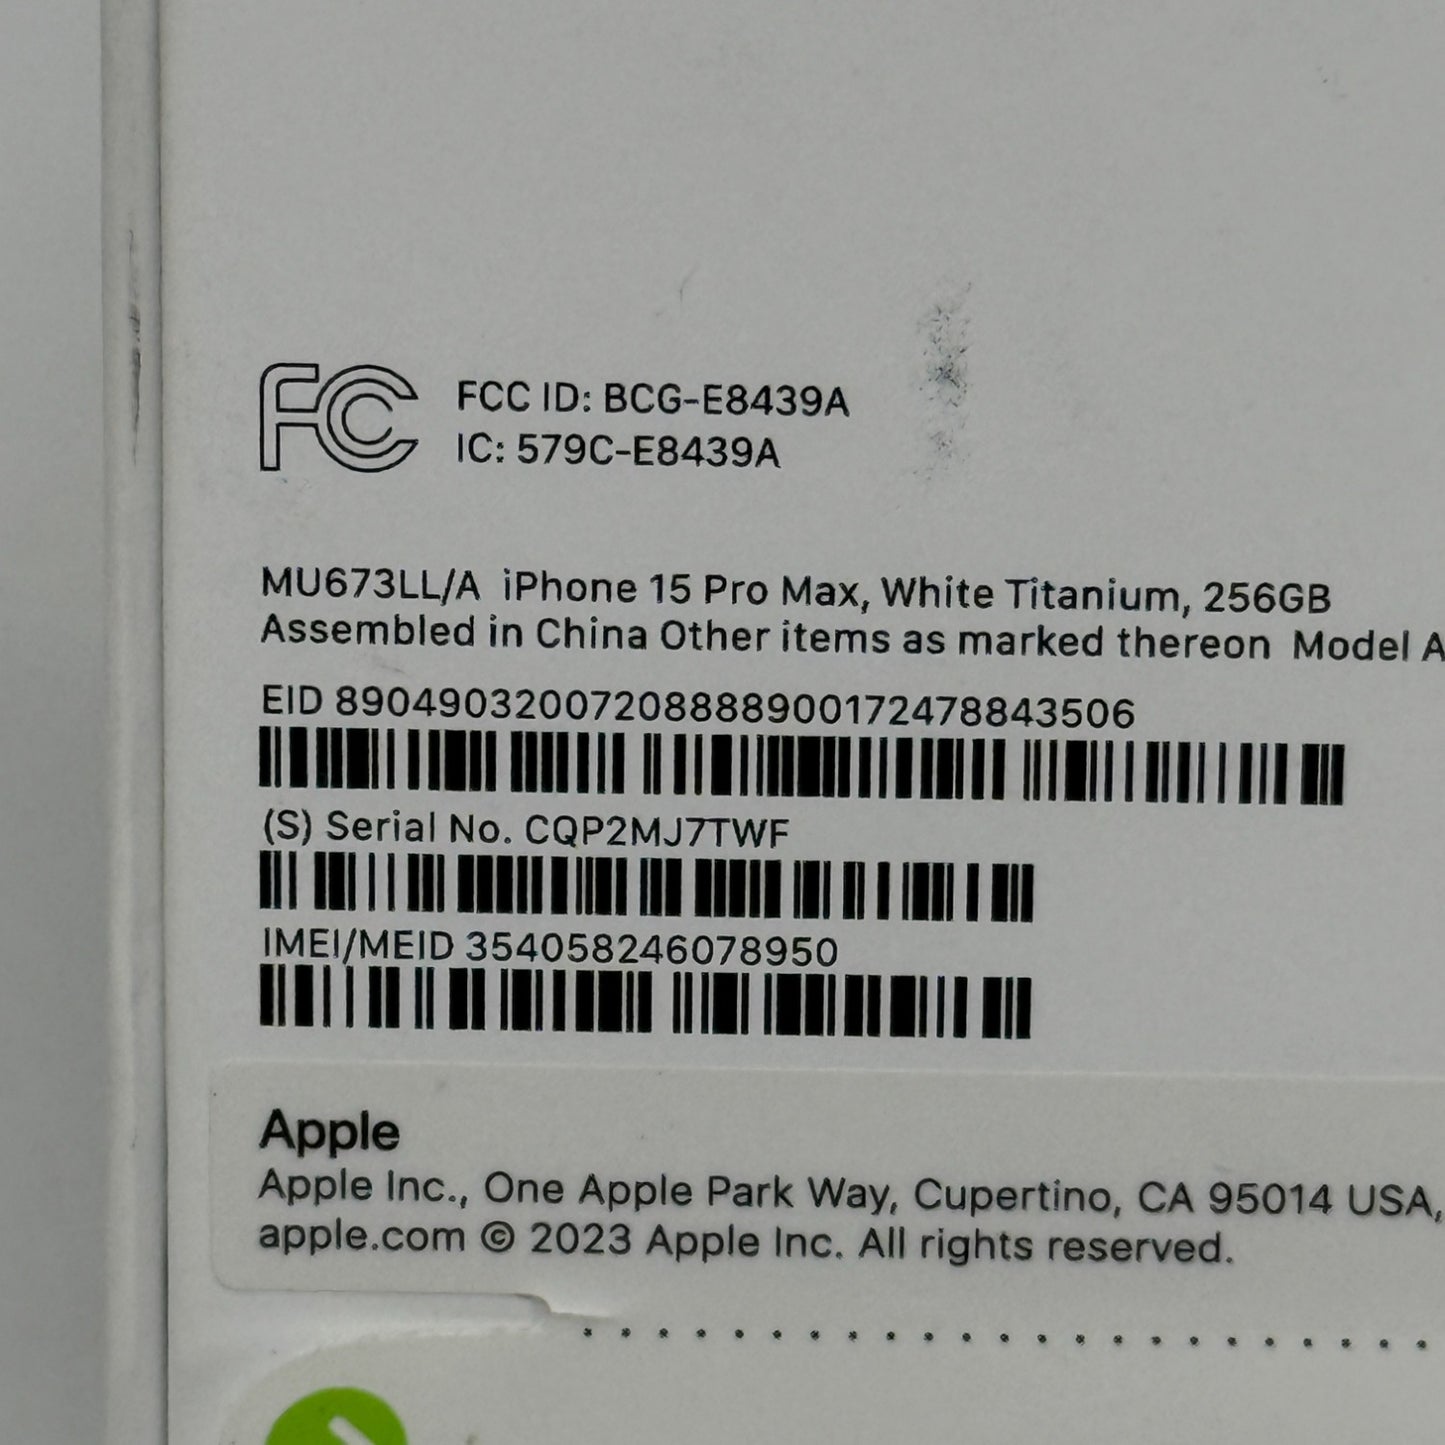 FC FCC ID: BCG-E8439A
IC: 579C-E8439A
MU673LL/A iPhone 15 Pro Max, White Titanium, 256GB
Assembled in China Other items as marked thereon Model A
EID 89049032007208888900172478843506
(S) Serial No. CQP2MJ7TWF
IMEI/MEID 354058246078950
Apple
Apple Inc., One Apple Park Way, Cupertino, CA 95014 USA,
apple.com © 2023 Apple Inc. All rights reserved.